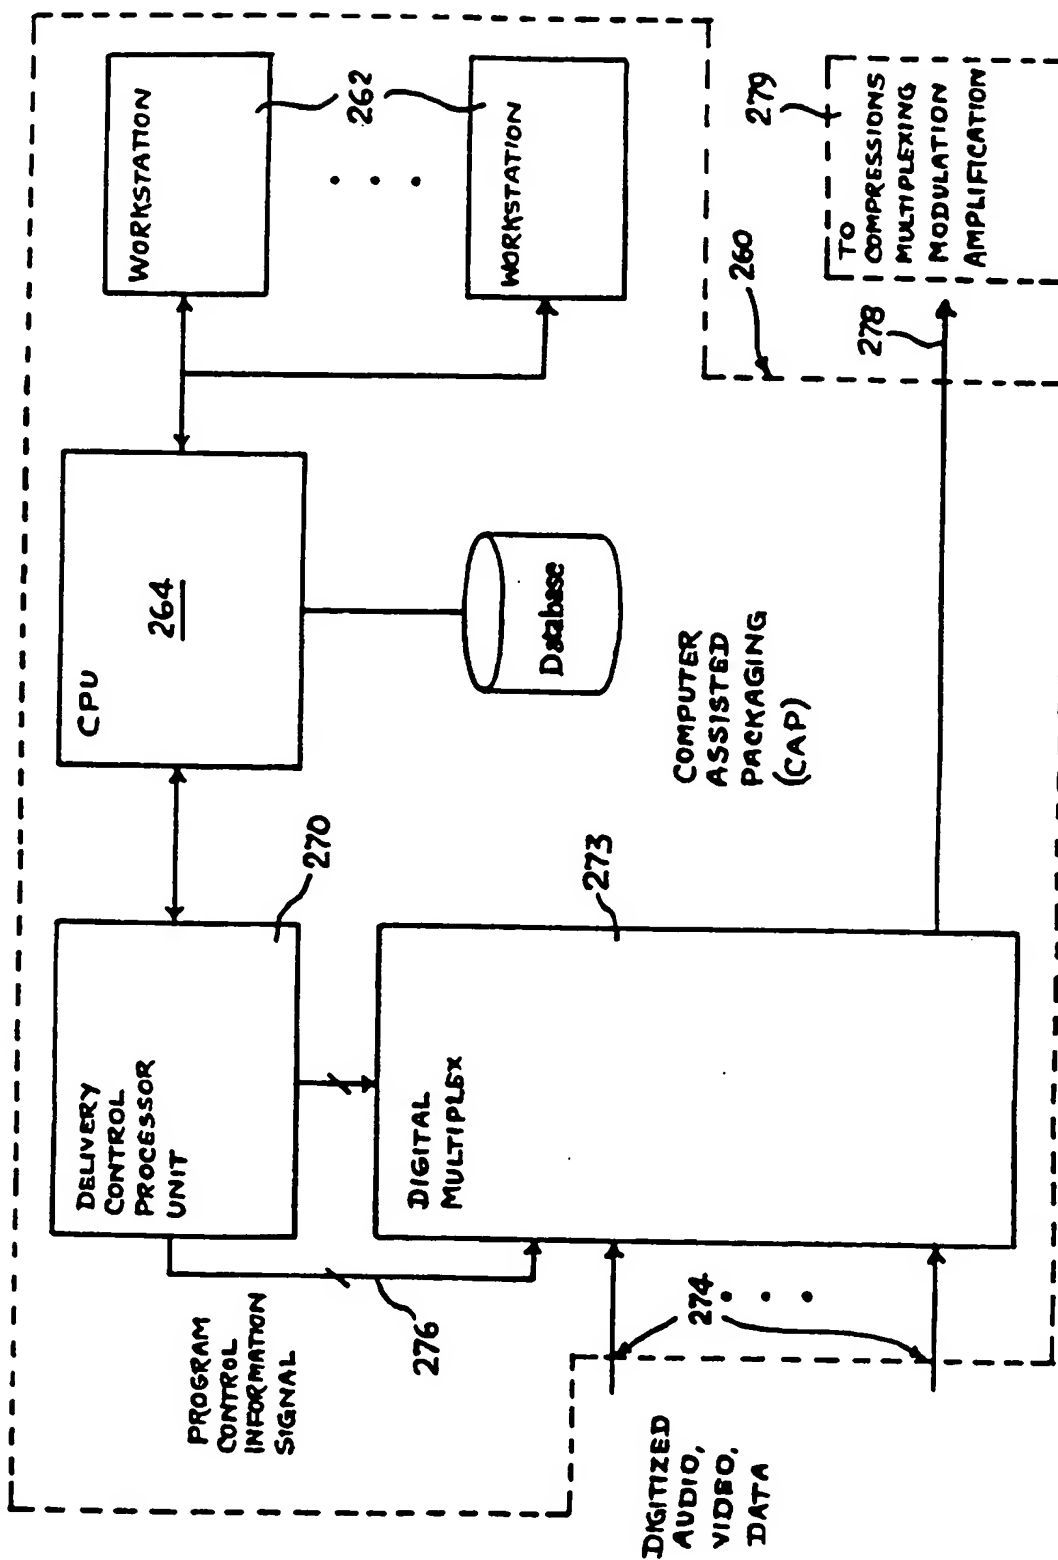 WORKSTATION
262
WORKSTATION
279
TO
COMPRESSIONS
MULTIPLEXING
MODULATION
AMPLIFICATION
260
278
CPU
264
Database
COMPUTER
ASSISTED
PACKAGING
(CAP)
270
273
DELIVERY
CONTROL
PROCESSOR
UNIT
DIGITAL
MULTIPLEX
276
274
PROGRAM
CONTROL
INFORMATION
SIGNAL
DIGITIZED
AUDIO,
VIDEO,
DATA